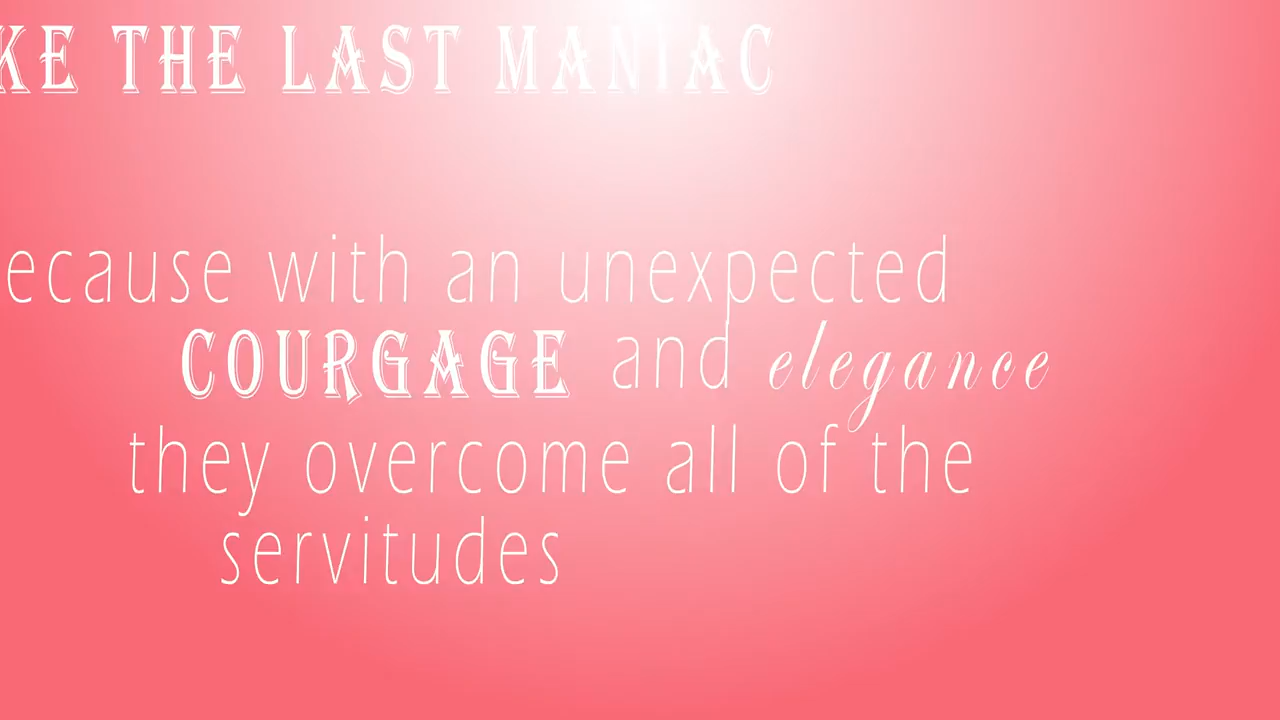 KE THE LAST MANIAC
ecause with an unexpected
COURGAGE and elegance
they overcome all of the
servitudes